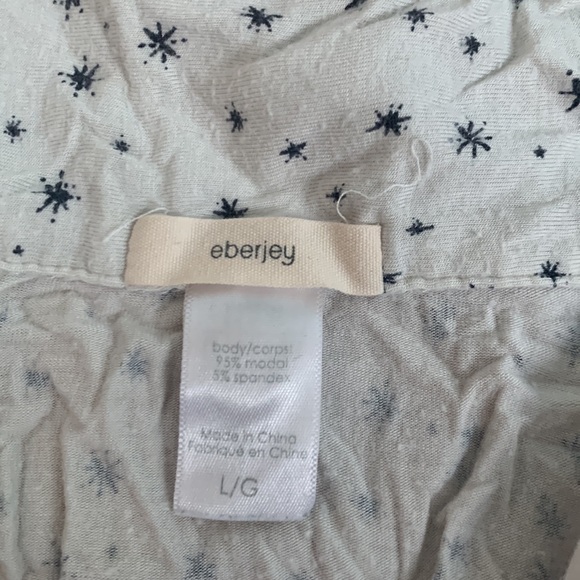 eberjey
body/corps:
95% modal
5% spandex
Made in China
Fabriqué en Chine
L/G